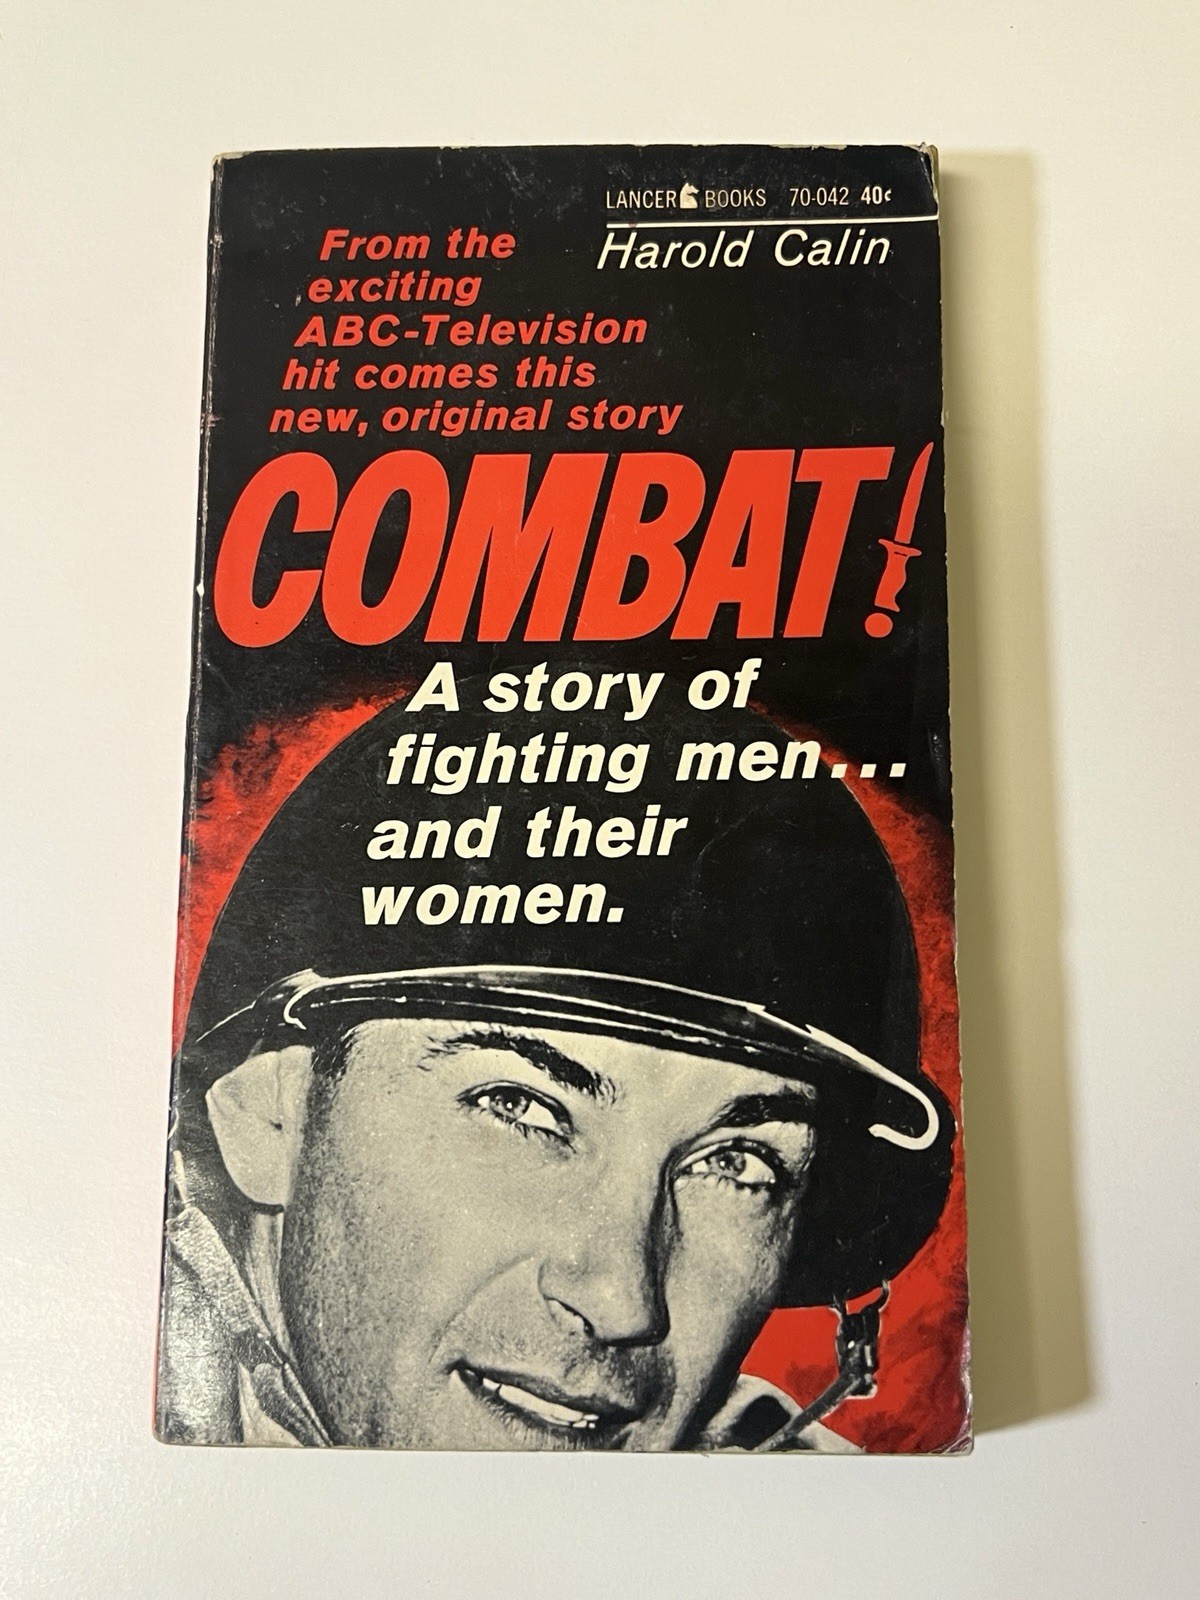 LANCER BOOKS 70-042 40¢
Harold Calin
From the
exciting
ABC-Television
hit comes this
new, original story
COMBAT!
A story of
fighting men...
and their
women.